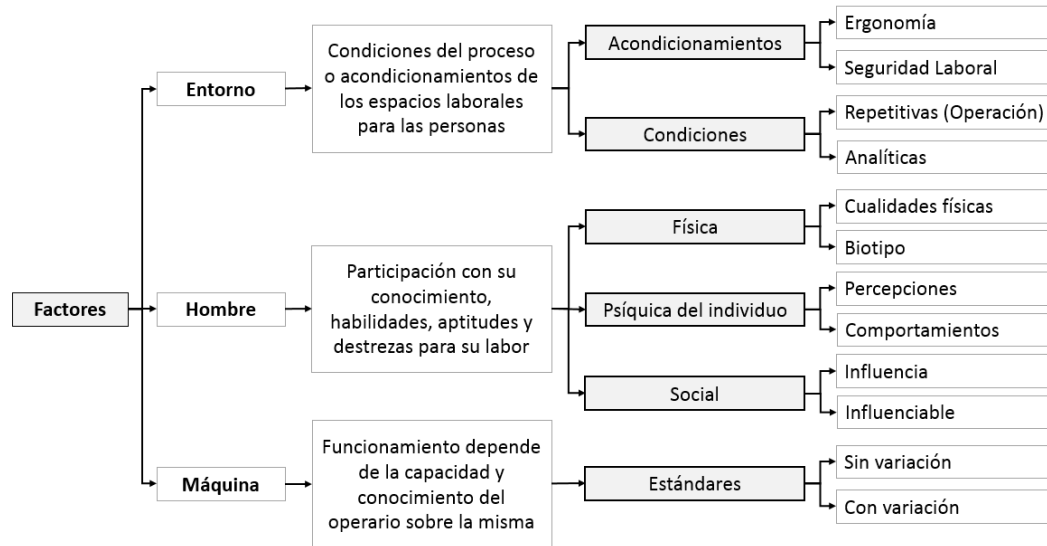 Factores
Entorno
Condiciones del proceso
o acondicionamientos de
los espacios laborales
para las personas
Acondicionamientos
Ergonomía
Seguridad Laboral
Condiciones
Repetitivas (Operación)
Analíticas
Hombre
Participación con su
conocimiento,
habilidades, aptitudes y
destrezas para su labor
Física
Cualidades físicas
Biotipo
Psíquica del individuo
Percepciones
Comportamientos
Social
Influencia
Influenciable
Máquina
Funcionamiento depende
de la capacidad y
conocimiento del
operario sobre la misma
Estándares
Sin variación
Con variación